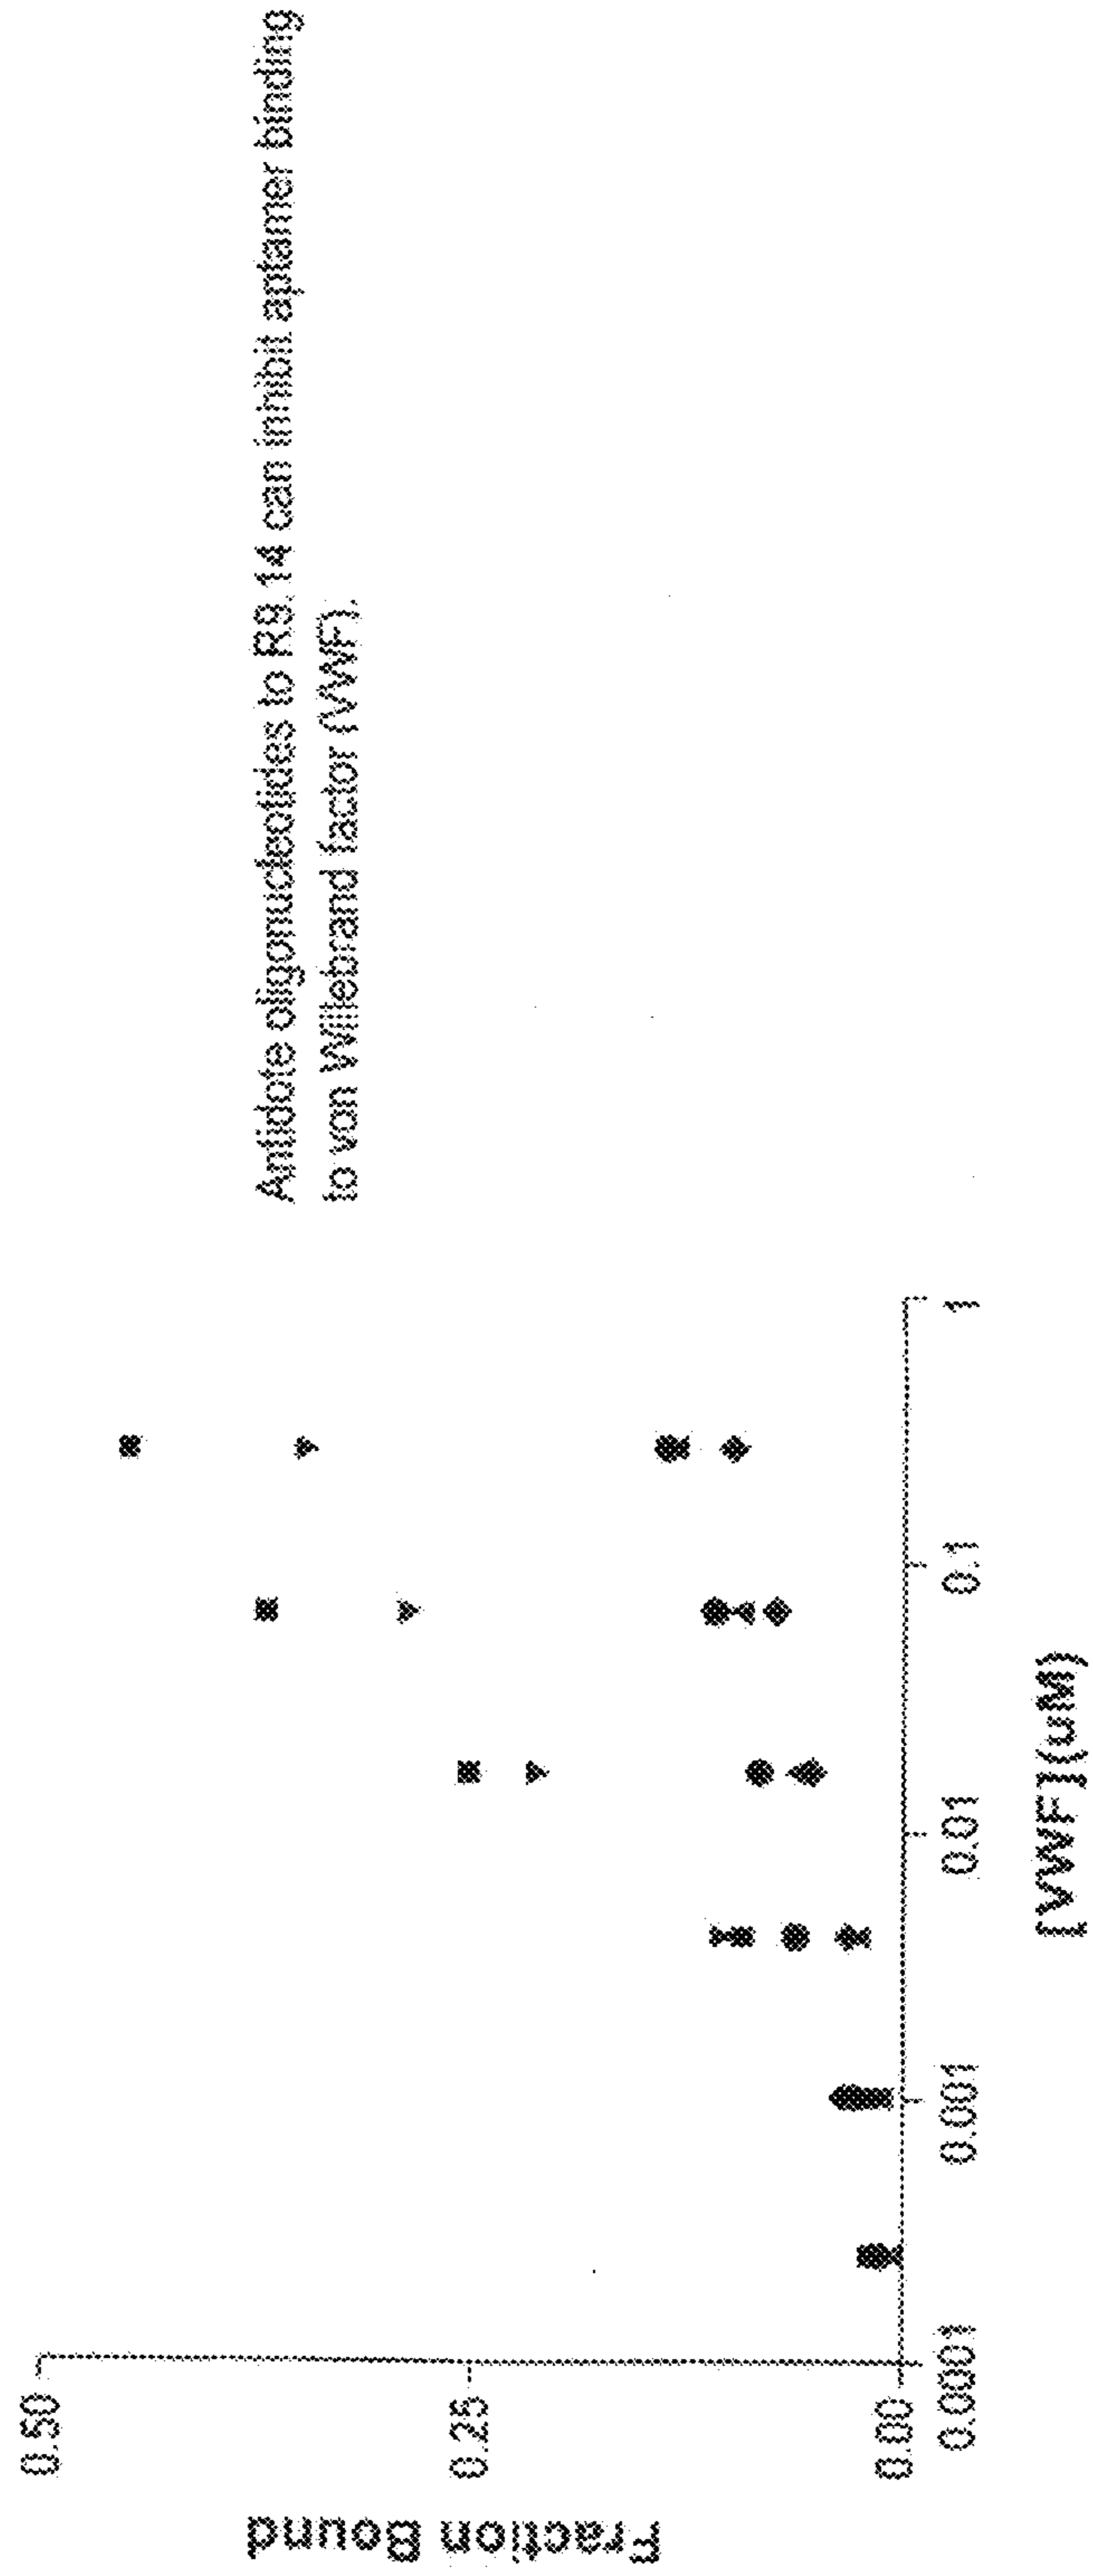 Antidote oligonucleotides to R9.14 can inhibit aptamer binding
to von Willebrand factor (VWF).
Fraction Bound
0.50
0.25
0.00
0.0001
0.001
0.01
0.1
1
[VWF](uM)